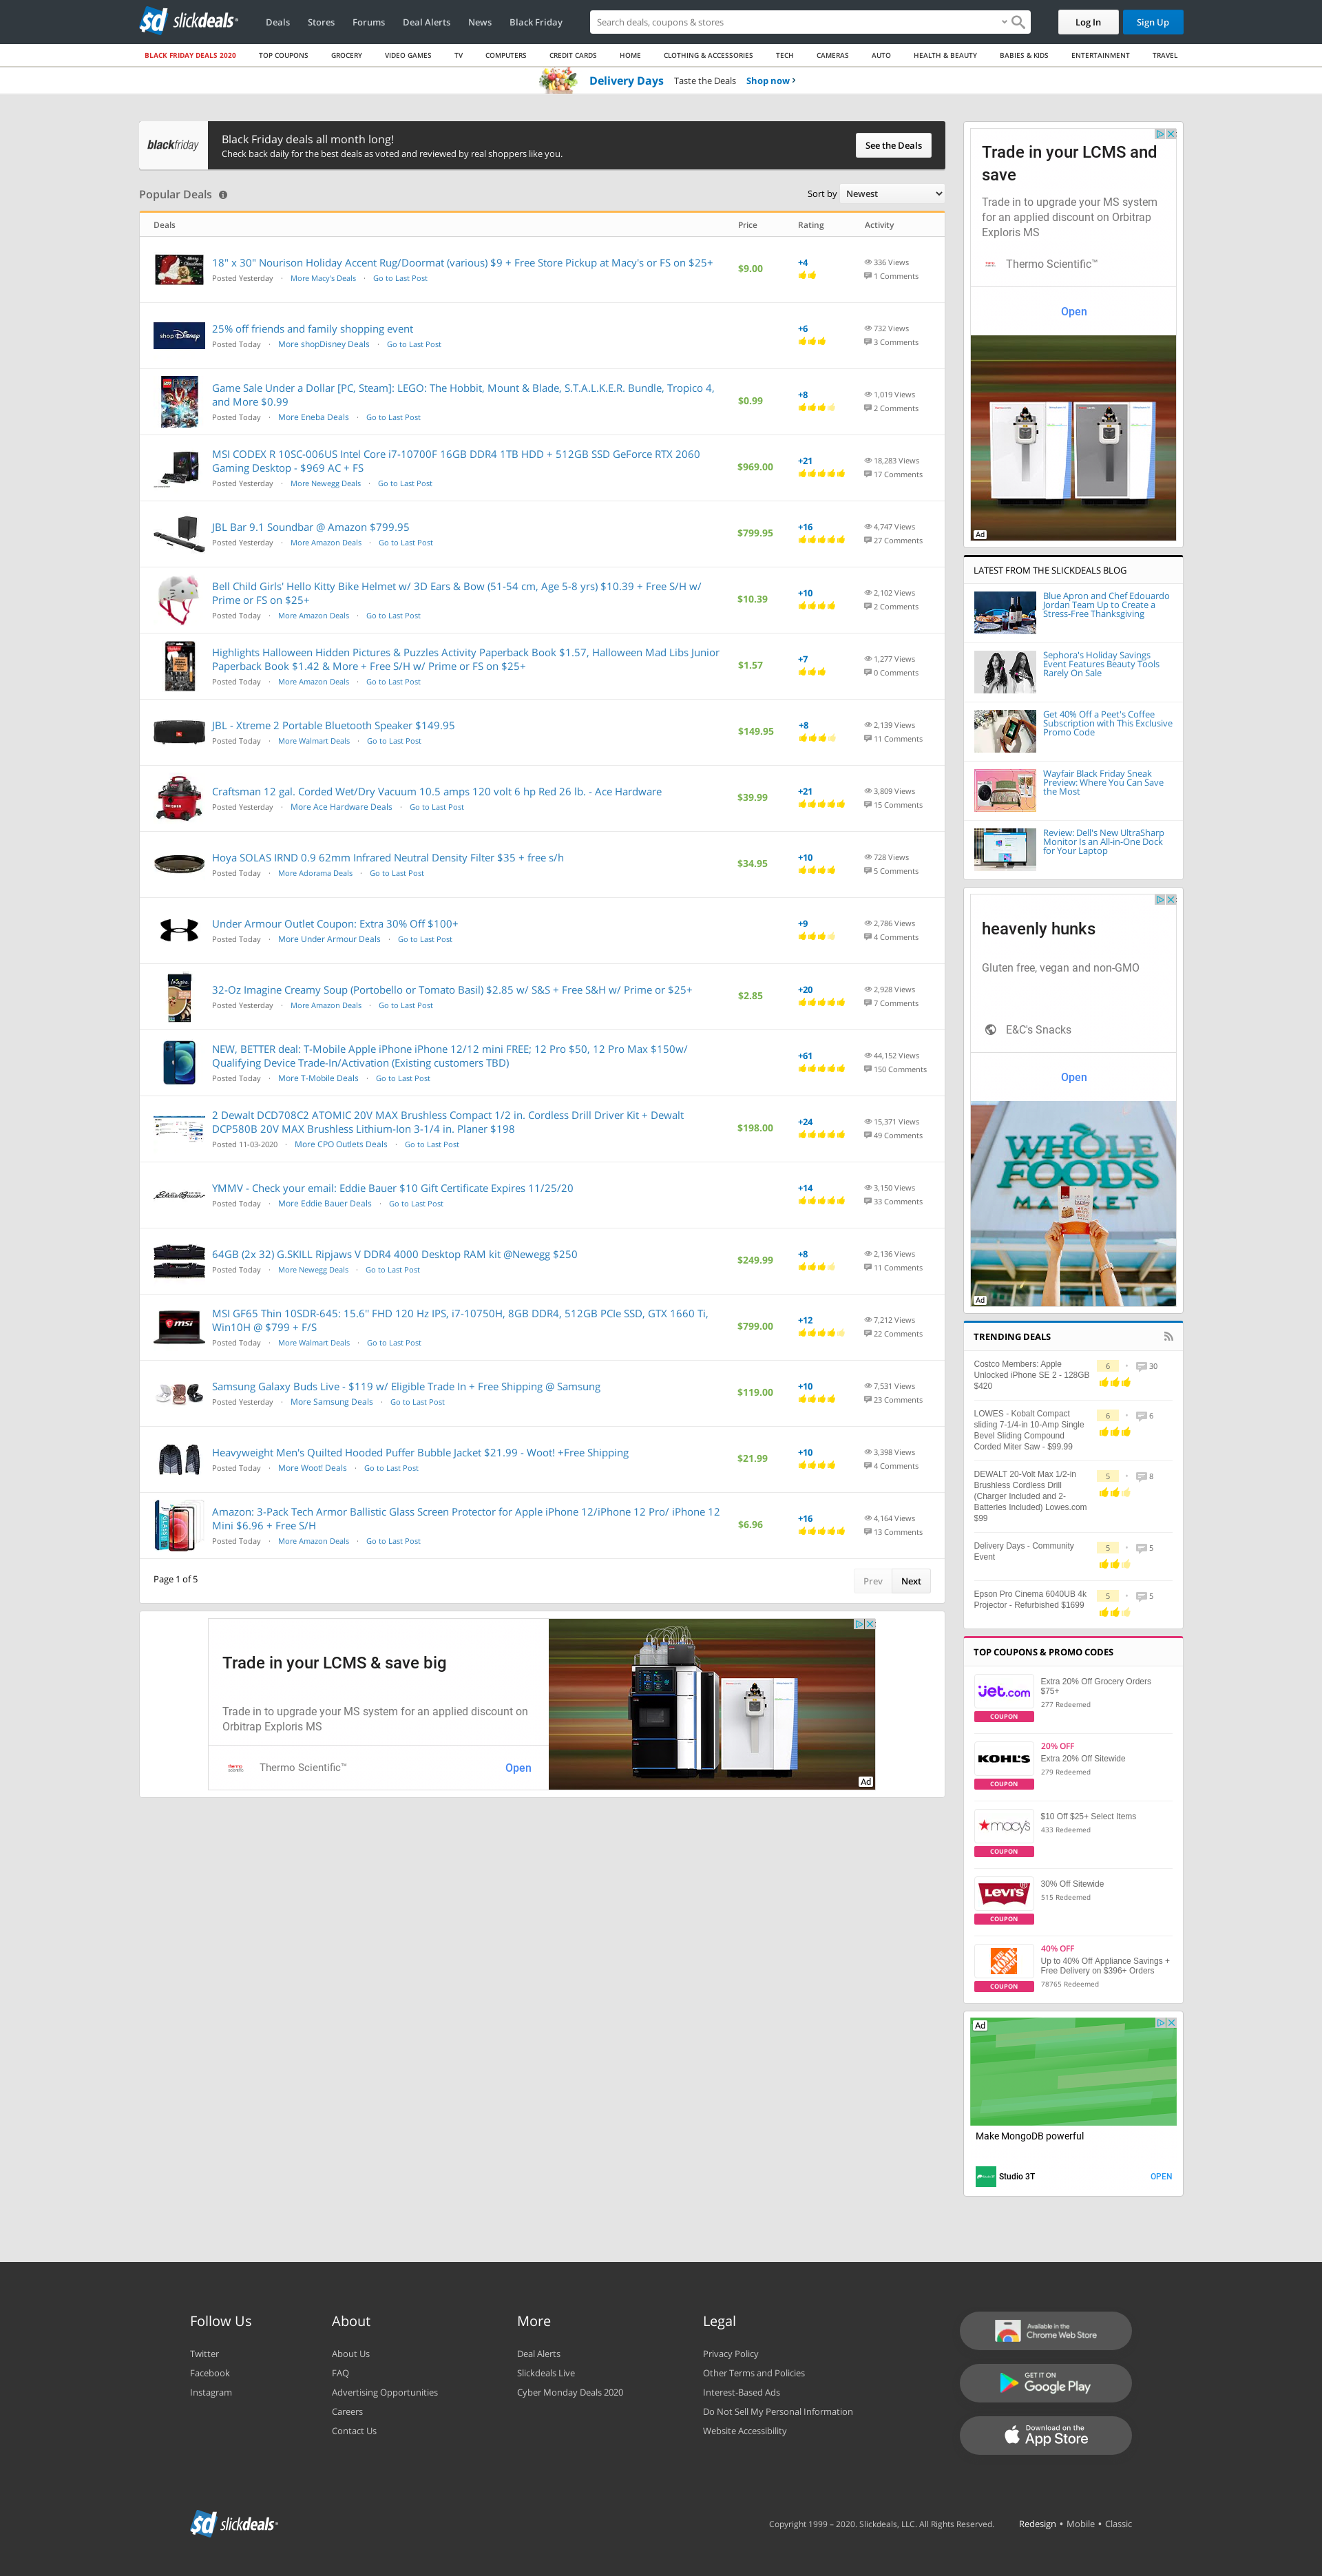 slickdeals
Deals
Stores
Forums
Deal Alerts
News
Black Friday
Search deals, coupons & stores
Log In
Sign Up
BLACK FRIDAY DEALS 2020
TOP COUPONS
GROCERY
VIDEO GAMES
TV
COMPUTERS
CREDIT CARDS
HOME
CLOTHING & ACCESSORIES
TECH
CAMERAS
AUTO
HEALTH & BEAUTY
BABIES & KIDS
ENTERTAINMENT
TRAVEL
Delivery Days Taste the Deals Shop now
blackfriday
Black Friday deals all month long!
Check back daily for the best deals as voted and reviewed by real shoppers like you.
See the Deals
Popular Deals
Sort by Newest
Deals Price Rating Activity
18" x 30" Nourison Holiday Accent Rug/Doormat (various) $9 + Free Store Pickup at Macy's or FS on $25+
Posted Yesterday · More Macy's Deals · Go to Last Post
$9.00
+4
336 Views
1 Comments
shop Disney
25% off friends and family shopping event
Posted Today · More shopDisney Deals · Go to Last Post
+6
732 Views
3 Comments
Game Sale Under a Dollar [PC, Steam]: LEGO: The Hobbit, Mount & Blade, S.T.A.L.K.E.R. Bundle, Tropico 4,
and More $0.99
Posted Today · More Eneba Deals · Go to Last Post
$0.99
+8
1,019 Views
2 Comments
MSI CODEX R 10SC-006US Intel Core i7-10700F 16GB DDR4 1TB HDD + 512GB SSD GeForce RTX 2060
Gaming Desktop - $969 AC + FS
Posted Yesterday · More Newegg Deals · Go to Last Post
$969.00
+21
18,283 Views
17 Comments
JBL Bar 9.1 Soundbar @ Amazon $799.95
Posted Yesterday · More Amazon Deals · Go to Last Post
$799.95
+16
4,747 Views
27 Comments
Bell Child Girls' Hello Kitty Bike Helmet w/ 3D Ears & Bow (51-54 cm, Age 5-8 yrs) $10.39 + Free S/H w/
Prime or FS on $25+
Posted Today · More Amazon Deals · Go to Last Post
$10.39
+10
2,102 Views
2 Comments
Highlights Halloween Hidden Pictures & Puzzles Activity Paperback Book $1.57, Halloween Mad Libs Junior
Paperback Book $1.42 & More + Free S/H w/ Prime or FS on $25+
Posted Today · More Amazon Deals · Go to Last Post
$1.57
+7
1,277 Views
0 Comments
JBL - Xtreme 2 Portable Bluetooth Speaker $149.95
Posted Today · More Walmart Deals · Go to Last Post
$149.95
+8
2,139 Views
11 Comments
Craftsman 12 gal. Corded Wet/Dry Vacuum 10.5 amps 120 volt 6 hp Red 26 lb. - Ace Hardware
Posted Yesterday · More Ace Hardware Deals · Go to Last Post
$39.99
+21
3,809 Views
15 Comments
Hoya SOLAS IRND 0.9 62mm Infrared Neutral Density Filter $35 + free s/h
Posted Today · More Adorama Deals · Go to Last Post
$34.95
+10
728 Views
5 Comments
Under Armour Outlet Coupon: Extra 30% Off $100+
Posted Today · More Under Armour Deals · Go to Last Post
+9
2,786 Views
4 Comments
32-Oz Imagine Creamy Soup (Portobello or Tomato Basil) $2.85 w/ S&S + Free S&H w/ Prime or $25+
Posted Yesterday · More Amazon Deals · Go to Last Post
$2.85
+20
2,928 Views
7 Comments
NEW, BETTER deal: T-Mobile Apple iPhone iPhone 12/12 mini FREE; 12 Pro $50, 12 Pro Max $150w/
Qualifying Device Trade-In/Activation (Existing customers TBD)
Posted Today · More T-Mobile Deals · Go to Last Post
+61
44,152 Views
150 Comments
2 Dewalt DCD708C2 ATOMIC 20V MAX Brushless Compact 1/2 in. Cordless Drill Driver Kit + Dewalt
DCP580B 20V MAX Brushless Lithium-Ion 3-1/4 in. Planer $198
Posted 11-03-2020 · More CPO Outlets Deals · Go to Last Post
$198.00
+24
15,371 Views
49 Comments
Eddie Bauer
YMMV - Check your email: Eddie Bauer $10 Gift Certificate Expires 11/25/20
Posted Today · More Eddie Bauer Deals · Go to Last Post
+14
3,150 Views
33 Comments
64GB (2x 32) G.SKILL Ripjaws V DDR4 4000 Desktop RAM kit @Newegg $250
Posted Today · More Newegg Deals · Go to Last Post
$249.99
+8
2,136 Views
11 Comments
msi
MSI GF65 Thin 10SDR-645: 15.6'' FHD 120 Hz IPS, i7-10750H, 8GB DDR4, 512GB PCIe SSD, GTX 1660 Ti,
Win10H @ $799 + F/S
Posted Today · More Walmart Deals · Go to Last Post
$799.00
+12
7,212 Views
22 Comments
Samsung Galaxy Buds Live - $119 w/ Eligible Trade In + Free Shipping @ Samsung
Posted Yesterday · More Samsung Deals · Go to Last Post
$119.00
+10
7,531 Views
23 Comments
Heavyweight Men's Quilted Hooded Puffer Bubble Jacket $21.99 - Woot! +Free Shipping
Posted Today · More Woot! Deals · Go to Last Post
$21.99
+10
3,398 Views
4 Comments
Amazon: 3-Pack Tech Armor Ballistic Glass Screen Protector for Apple iPhone 12/iPhone 12 Pro/ iPhone 12
Mini $6.96 + Free S/H
Posted Today · More Amazon Deals · Go to Last Post
$6.96
+16
4,164 Views
13 Comments
Page 1 of 5
Prev
Next
Trade in your LCMS & save big
Trade in to upgrade your MS system for an applied discount on
Orbitrap Exploris MS
Thermo Scientific™
Open
Ad
Trade in your LCMS and
save
Trade in to upgrade your MS system
for an applied discount on Orbitrap
Exploris MS
Thermo Scientific™
Open
Ad
LATEST FROM THE SLICKDEALS BLOG
Blue Apron and Chef Edouardo
Jordan Team Up to Create a
Stress-Free Thanksgiving
Sephora's Holiday Savings
Event Features Beauty Tools
Rarely On Sale
Get 40% Off a Peet's Coffee
Subscription with This Exclusive
Promo Code
Wayfair Black Friday Sneak
Preview: Where You Can Save
the Most
Review: Dell's New UltraSharp
Monitor Is an All-in-One Dock
for Your Laptop
heavenly hunks
Gluten free, vegan and non-GMO
E&C's Snacks
Open
WHOLE
FOODS
MARKET
Ad
TRENDING DEALS
Costco Members: Apple
Unlocked iPhone SE 2 - 128GB
$420
6
30
LOWES - Kobalt Compact
sliding 7-1/4-in 10-Amp Single
Bevel Sliding Compound
Corded Miter Saw - $99.99
6
6
DEWALT 20-Volt Max 1/2-in
Brushless Cordless Drill
(Charger Included and 2-
Batteries Included) Lowes.com
$99
5
8
Delivery Days - Community
Event
5
5
Epson Pro Cinema 6040UB 4k
Projector - Refurbished $1699
5
5
TOP COUPONS & PROMO CODES
jet.com
COUPON
Extra 20% Off Grocery Orders
$75+
277 Redeemed
KOHL'S
COUPON
20% OFF
Extra 20% Off Sitewide
279 Redeemed
macy's
COUPON
$10 Off $25+ Select Items
433 Redeemed
LEVI'S
COUPON
30% Off Sitewide
515 Redeemed
THE HOME DEPOT
COUPON
40% OFF
Up to 40% Off Appliance Savings +
Free Delivery on $396+ Orders
78765 Redeemed
Ad
Make MongoDB powerful
Studio 3T
OPEN
Follow Us
Twitter
Facebook
Instagram
About
About Us
FAQ
Advertising Opportunities
Careers
Contact Us
More
Deal Alerts
Slickdeals Live
Cyber Monday Deals 2020
Legal
Privacy Policy
Other Terms and Policies
Interest-Based Ads
Do Not Sell My Personal Information
Website Accessibility
Available in the
Chrome Web Store
GET IT ON
Google Play
Download on the
App Store
slickdeals
Copyright 1999 – 2020. Slickdeals, LLC. All Rights Reserved.
Redesign • Mobile • Classic